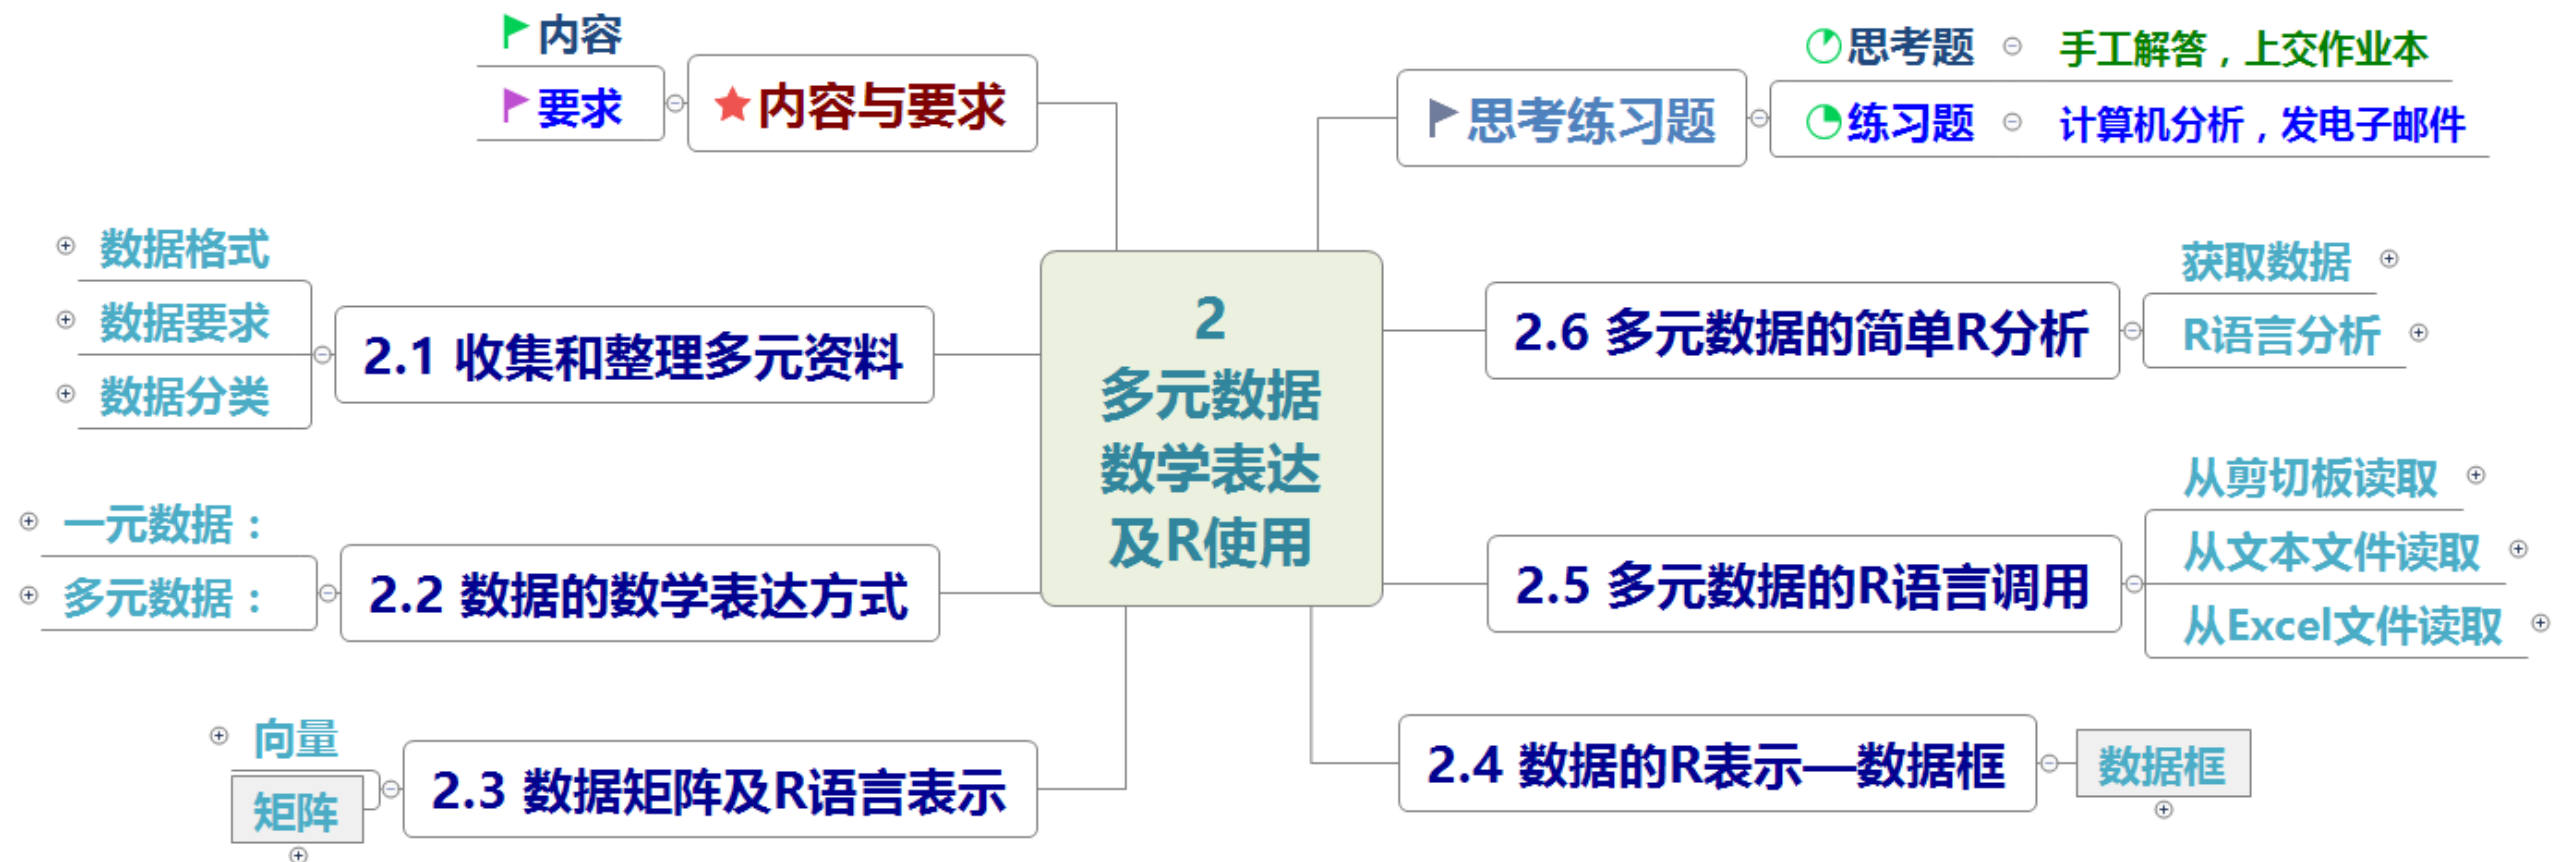 内容
要求
内容与要求
数据格式
数据要求
数据分类
2.1 收集和整理多元资料
一元数据：
多元数据：
2.2 数据的数学表达方式
向量
矩阵
2.3 数据矩阵及R语言表示
2
多元数据
数学表达
及R使用
思考练习题
思考题
手工解答，上交作业本
练习题
计算机分析，发电子邮件
2.6 多元数据的简单R分析
获取数据
R语言分析
2.5 多元数据的R语言调用
从剪切板读取
从文本文件读取
从Excel文件读取
2.4 数据的R表示—数据框
数据框